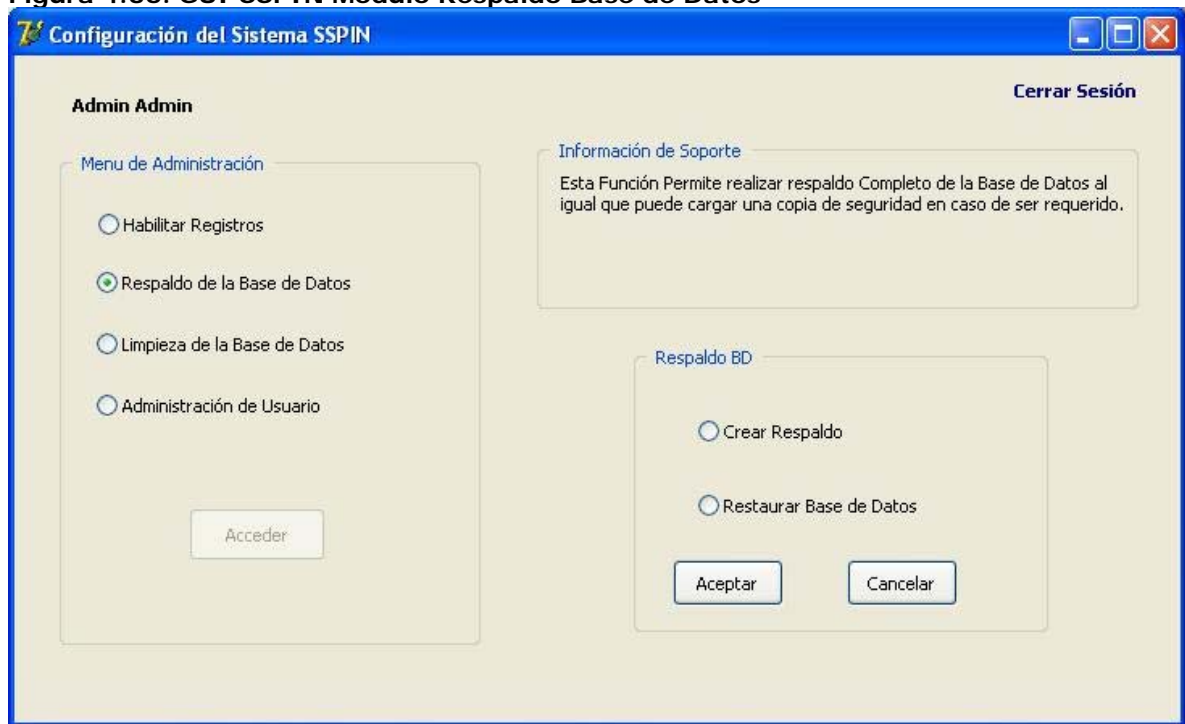 Configuración del Sistema SSPIN
Admin Admin
Cerrar Sesión
Menu de Administración
Habilitar Registros
Respaldo de la Base de Datos
Limpieza de la Base de Datos
Administración de Usuario
Acceder
Información de Soporte
Esta Función Permite realizar respaldo Completo de la Base de Datos al
igual que puede cargar una copia de seguridad en caso de ser requerido.
Respaldo BD
Crear Respaldo
Restaurar Base de Datos
Aceptar
Cancelar